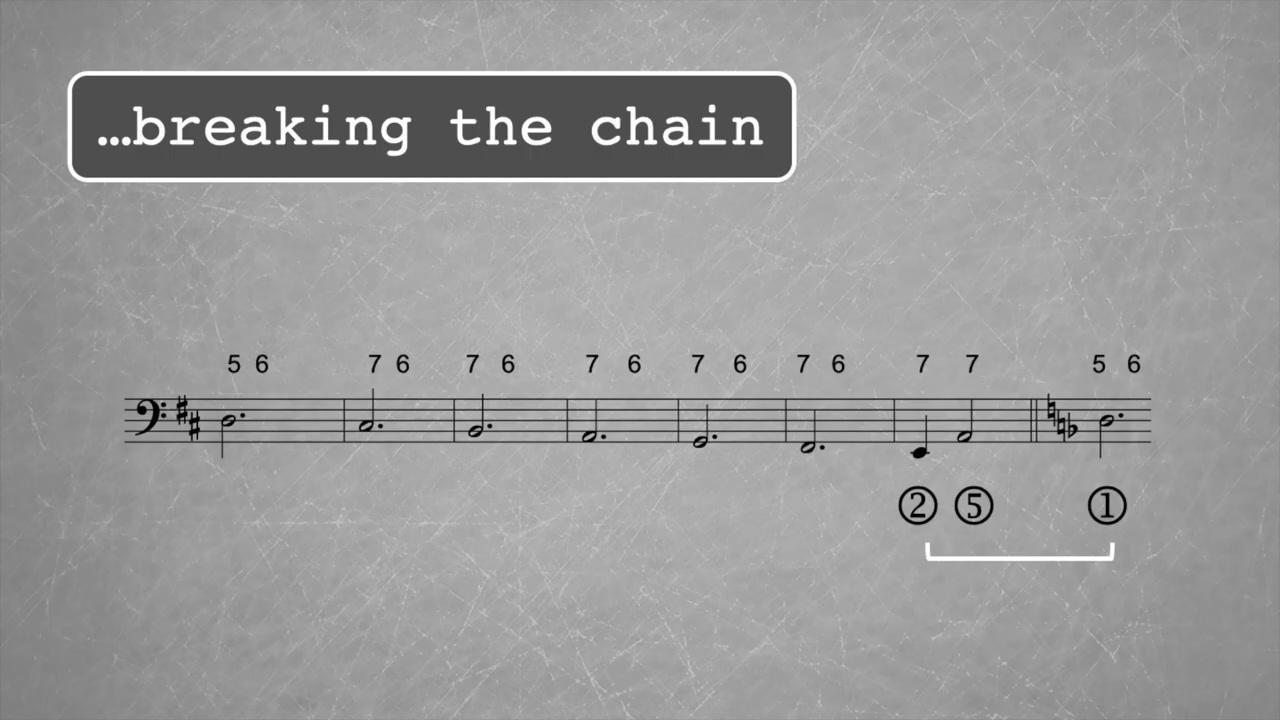 …breaking the chain
5 6 7 6 7 6 7 6 7 6 7 6 7 7 5 6
② ⑤ ①